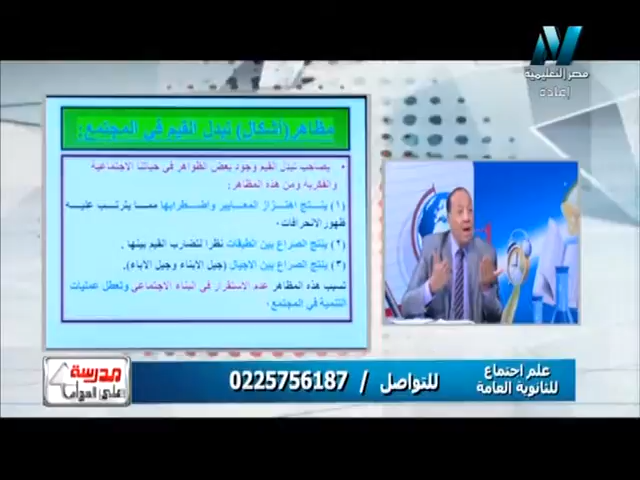 مصر التعليمية
إعادة
مظاهر(أشكال) تبدل القيم في المجتمع:
• يصاحب تبدل القيم وجود بعض الظواهر في حياتنا الاجتماعية
والفكرية ومن هذه المظاهر:
(١) ينتج اهتزاز المعايير واضطرابها مما يترتب عليه
ظهور الانحرافات.
(٢) ينتج الصراع بين الطبقات نظرا لتضارب القيم بينها .
(٣) ينتج الصراع بين الأجيال (جيل الأبناء وجيل الآباء).
تسبب هذه المظاهر عدم الاستقرار في البناء الاجتماعي وتعطل عمليات
التنمية في المجتمع.
علم اجتماع
للثانوية العامة
للتواصل / 0225756187
مدرسة
على الهواء